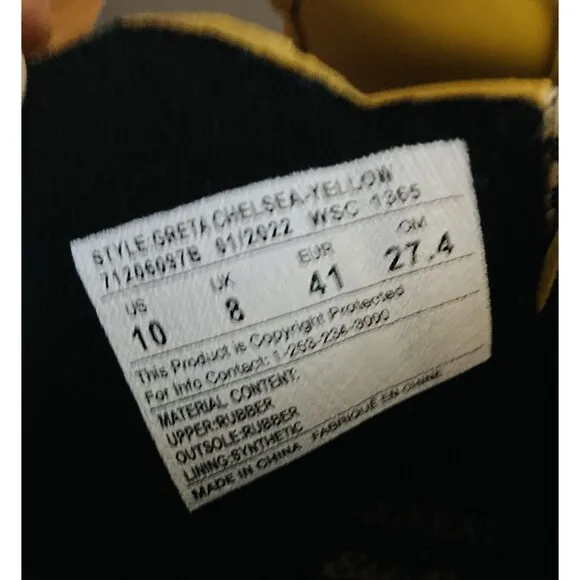 STYLE:GRETA CHELSEA-YELLOW
71206097B 01/2022 WSC 1365
US UK EUR CM
10 8 41 27.4
This Product is Copyright Protected
For Info Contact: 1-253-234-3000
MATERIAL CONTENT:
UPPER:RUBBER
OUTSOLE:RUBBER
LINING:SYNTHETIC
MADE IN CHINA FABRIQUÉ EN CHINE